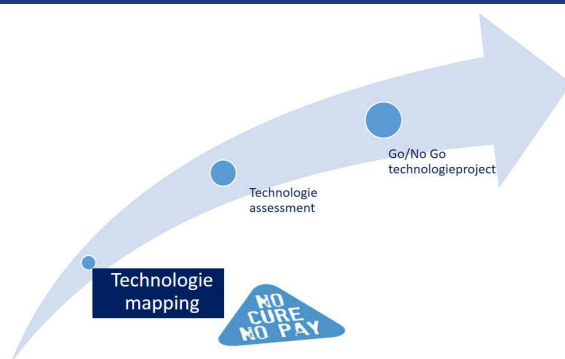 Go/No Go
technologieproject
Technologie
assessment
Technologie
mapping
NO
CURE
NO PAY